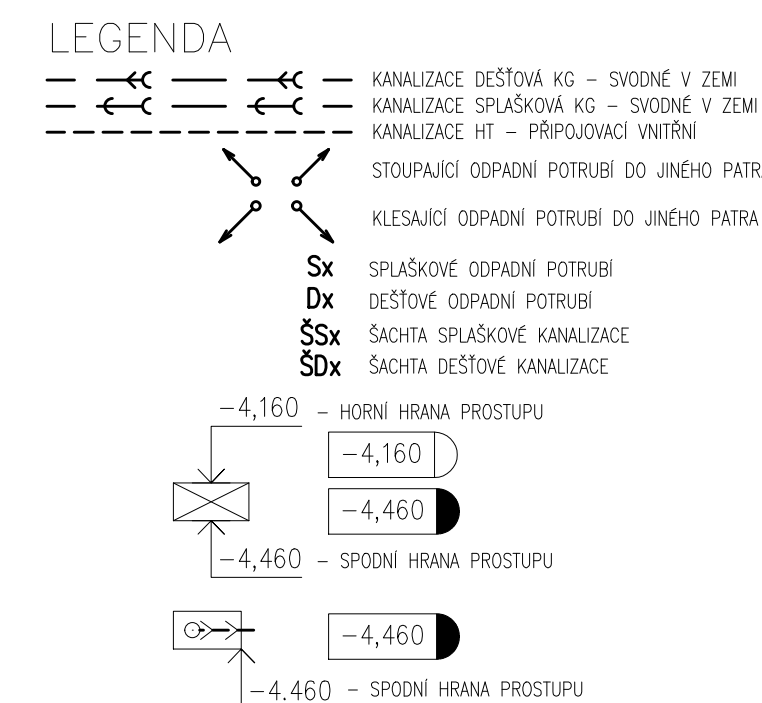 LEGENDA
KANALIZACE DEŠŤOVÁ KG – SVODNÉ V ZEMI
KANALIZACE SPLAŠKOVÁ KG – SVODNÉ V ZEMI
KANALIZACE HT – PŘIPOJOVACÍ VNITŘNÍ
STOUPAJÍCÍ ODPADNÍ POTRUBÍ DO JINÉHO PATR
KLESAJÍCÍ ODPADNÍ POTRUBÍ DO JINÉHO PATRA
Sx SPLAŠKOVÉ ODPADNÍ POTRUBÍ
Dx DEŠŤOVÉ ODPADNÍ POTRUBÍ
ŠSx ŠACHTA SPLAŠKOVÉ KANALIZACE
ŠDx ŠACHTA DEŠŤOVÉ KANALIZACE
-4,160 – HORNÍ HRANA PROSTUPU
-4,160
-4,460
-4,460 – SPODNÍ HRANA PROSTUPU
-4,460
-4.460 – SPODNÍ HRANA PROSTUPU